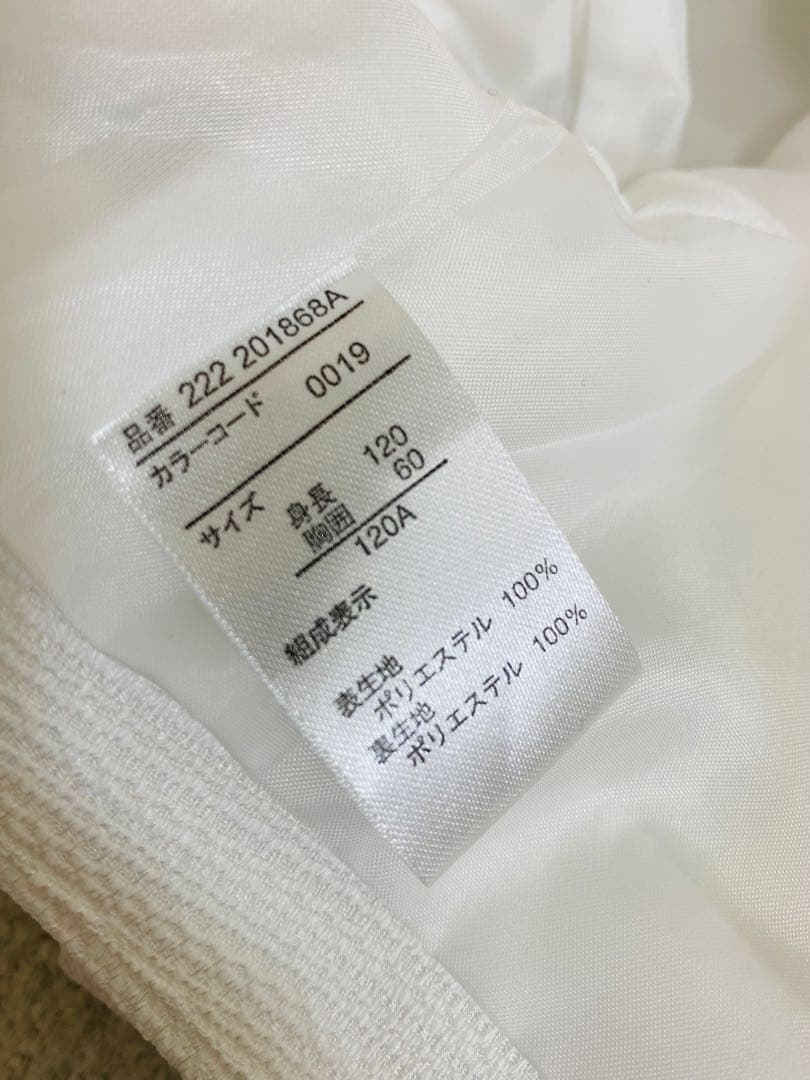 品番 222 201868A
カラーコード 0019
サイズ 身長 120
胸囲 60
120A
組成表示
表生地
ポリエステル 100%
裏生地
ポリエステル 100%